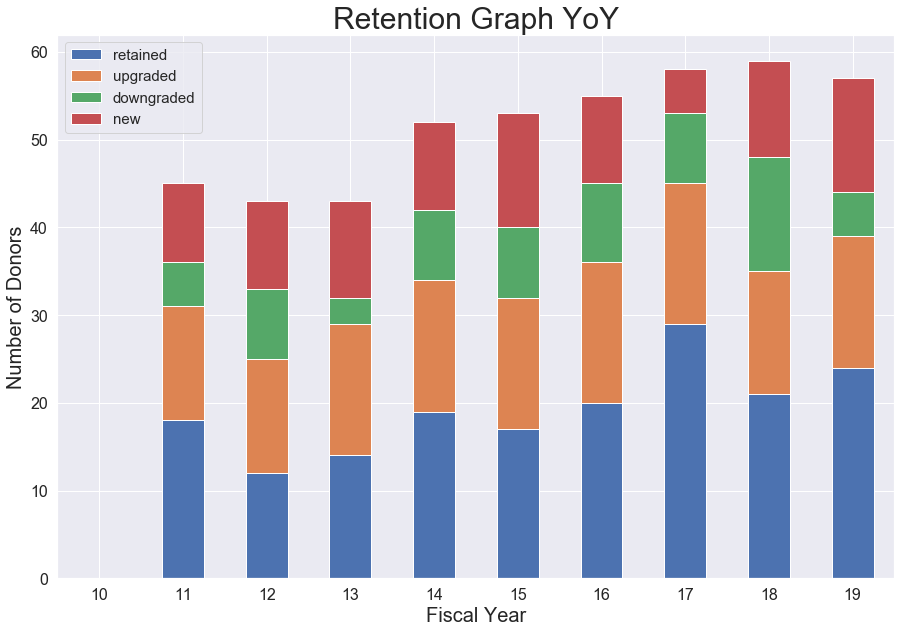 Retention Graph YoY
retained
upgraded
downgraded
new
Number of Donors
60
50
40
30
20
10
0
10 11 12 13 14 15 16 17 18 19
Fiscal Year